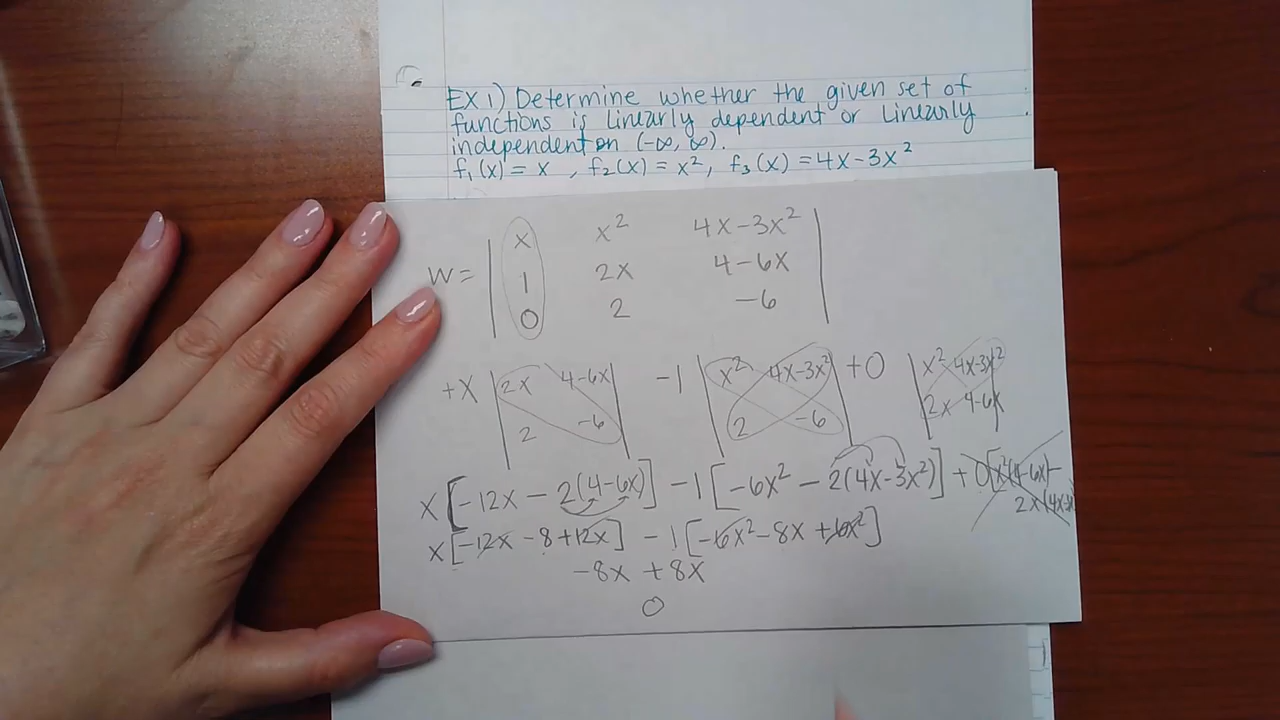 EX 1) Determine whether the given set of
functions is linearly dependent or linearly
independent on (-∞, ∞).
f₁(x) = x , f₂(x) = x², f₃(x) = 4x-3x²
W = | x x² 4x-3x² |
1 2x 4-6x
0 2 -6
+x | 2x 4-6x | -1 | x² 4x-3x² | +0 | x² 4x-3x² |
2 -6 2 -6 2x 4-6x
x[-12x - 2(4-6x)] -1[-6x² - 2(4x-3x²)] + 0[x²(4-6x)-
2x(4x-3x
x[-12x -8+12x] -1[-6x²-8x+6x²]
-8x +8x
0